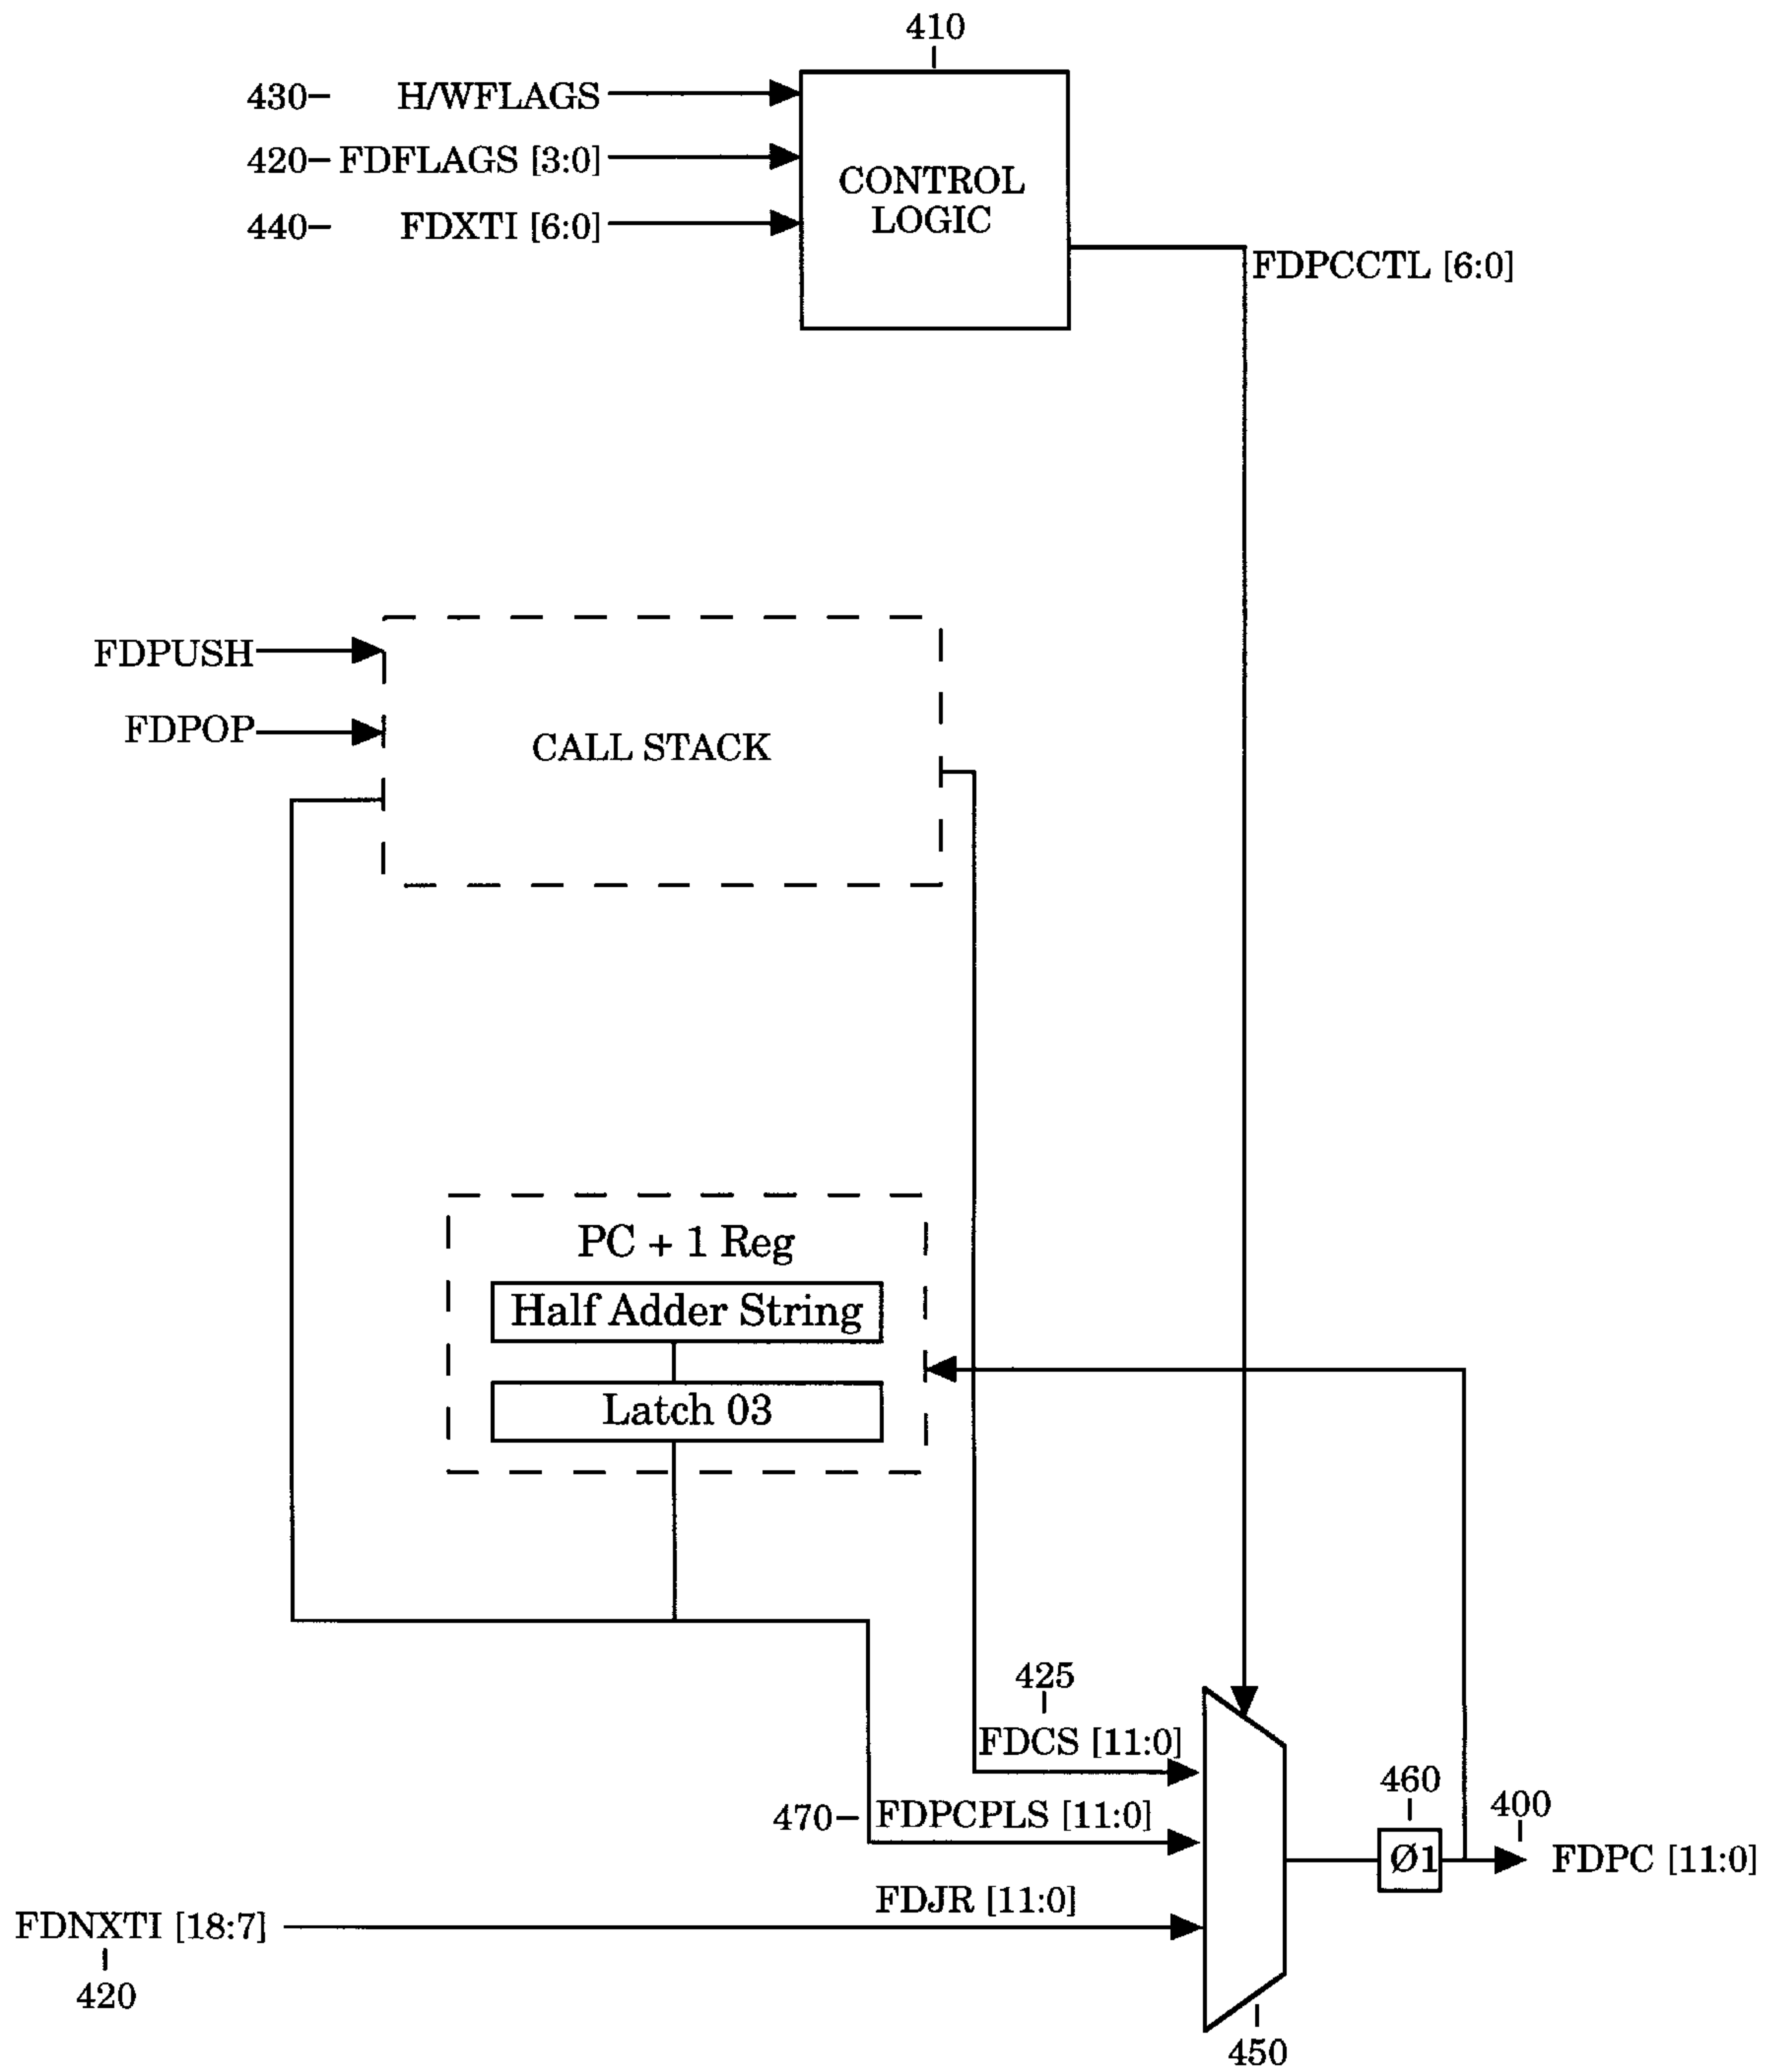 410
430- H/WFLAGS
420- FDFLAGS [3:0]
440- FDXTI [6:0]
CONTROL
LOGIC
FDPCCTL [6:0]
FDPUSH
FDPOP
CALL STACK
PC + 1 Reg
Half Adder String
Latch 03
425
FDCS [11:0]
470- FDPCPLS [11:0]
460
400
Ø1
FDPC [11:0]
FDJR [11:0]
FDNXTI [18:7]
420
450